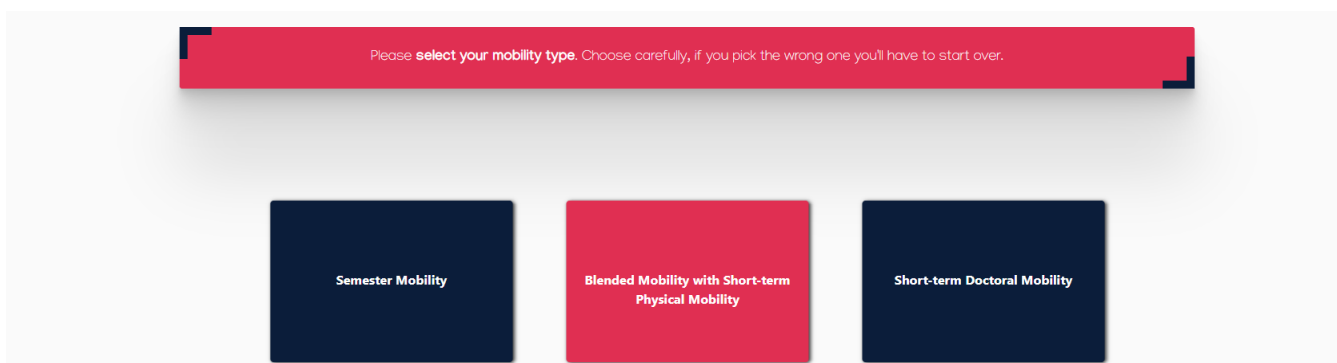 Please select your mobility type. Choose carefully, if you pick the wrong one you'll have to start over.
Semester Mobility
Blended Mobility with Short-term
Physical Mobility
Short-term Doctoral Mobility